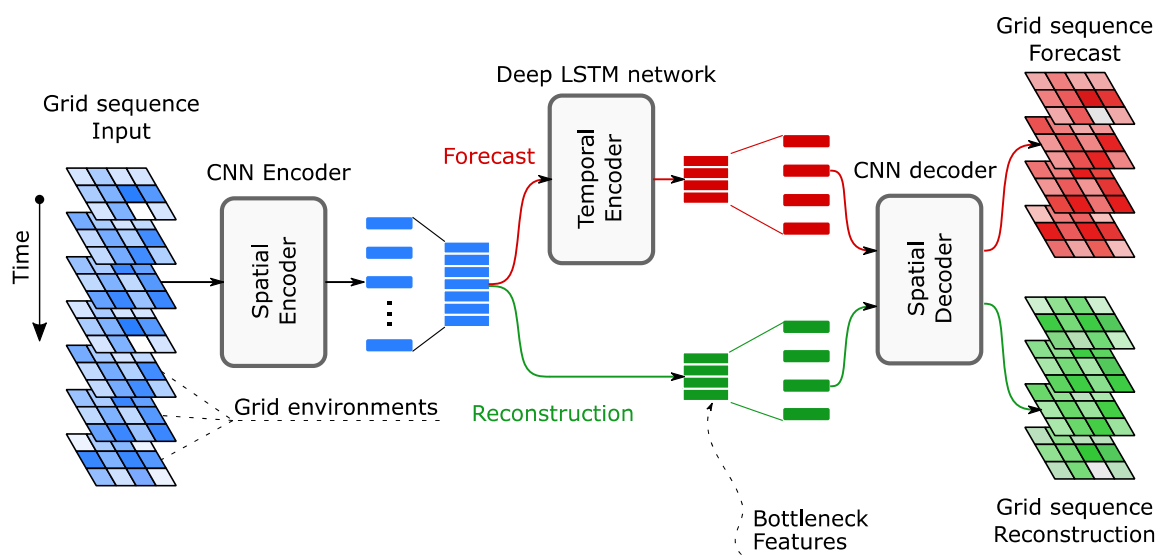 Grid sequence
Input
Time
CNN Encoder
Spatial
Encoder
Grid environments
Forecast
Reconstruction
Deep LSTM network
Temporal
Encoder
Bottleneck
Features
CNN decoder
Spatial
Decoder
Grid sequence
Forecast
Grid sequence
Reconstruction